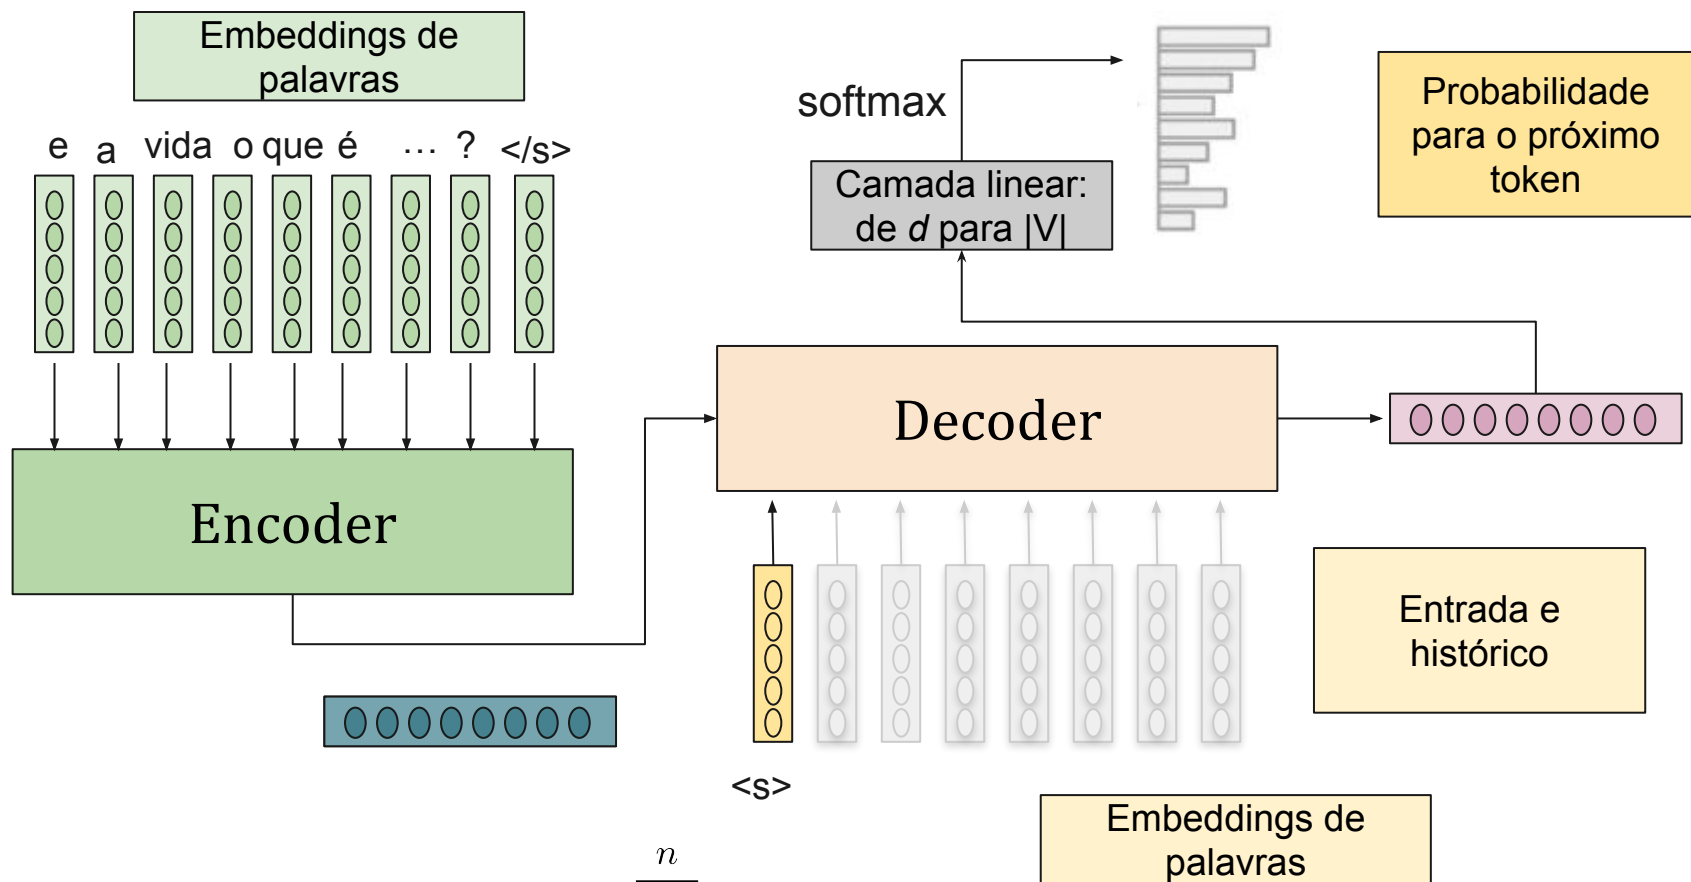 Embeddings de
palavras
e a vida o que é … ? </s>
Encoder
softmax
Camada linear:
de d para |V|
Probabilidade
para o próximo
token
Decoder
Entrada e
histórico
<s>
Embeddings de
palavras
n